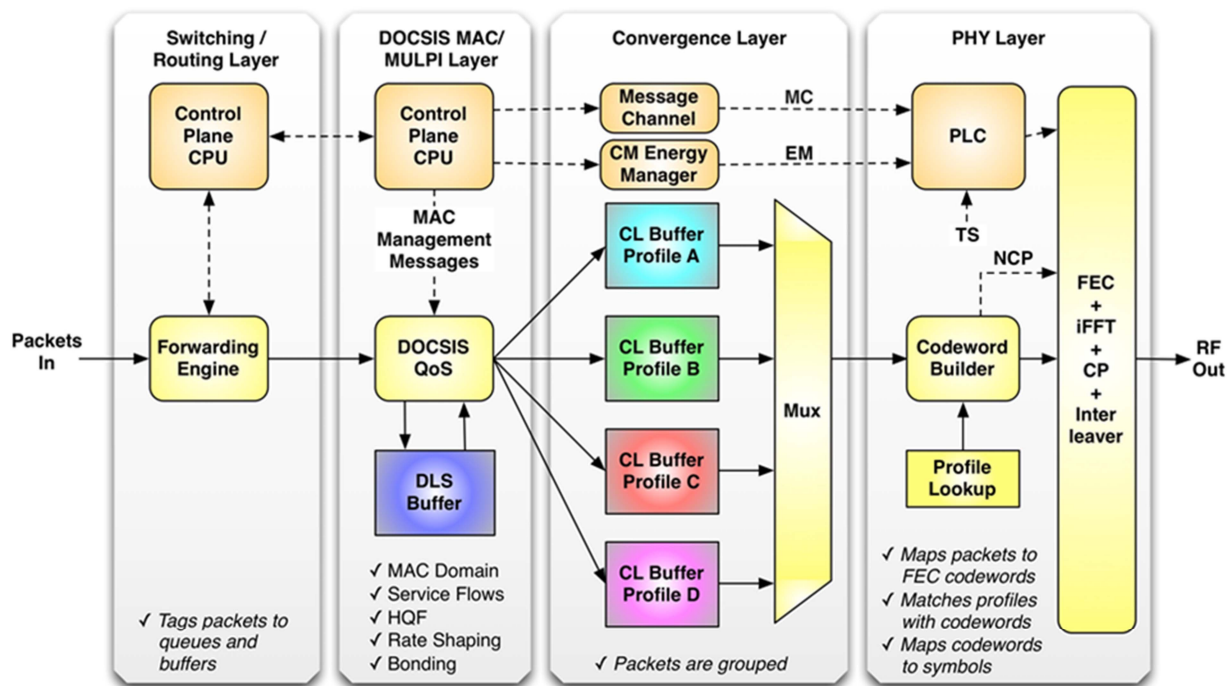 Switching /
Routing Layer
Control
Plane
CPU
Packets
In
Forwarding
Engine
✓ Tags packets to
queues and
buffers
DOCSIS MAC/
MULPI Layer
Control
Plane
CPU
MAC
Management
Messages
DOCSIS
QoS
DLS
Buffer
✓ MAC Domain
✓ Service Flows
✓ HQF
✓ Rate Shaping
✓ Bonding
Convergence Layer
Message
Channel
CM Energy
Manager
CL Buffer
Profile A
CL Buffer
Profile B
CL Buffer
Profile C
CL Buffer
Profile D
Mux
✓ Packets are grouped
PHY Layer
MC
EM
PLC
TS
NCP
Codeword
Builder
Profile
Lookup
FEC
+
iFFT
+
CP
+
Inter
leaver
RF
Out
✓ Maps packets to
FEC codewords
✓ Matches profiles
with codewords
✓ Maps codewords
to symbols